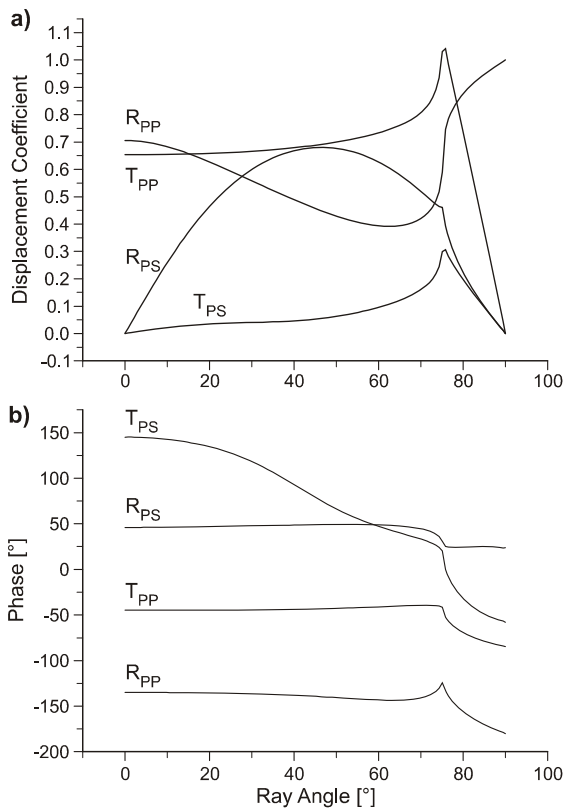 a)
Displacement Coefficient
1.1
1.0
0.9
0.8
0.7
0.6
0.5
0.4
0.3
0.2
0.1
0.0
-0.1
R_PP
T_PP
R_PS
T_PS
0 20 40 60 80 100
b)
Phase [°]
150
100
50
0
-50
-100
-150
-200
T_PS
R_PS
T_PP
R_PP
0 20 40 60 80 100
Ray Angle [°]